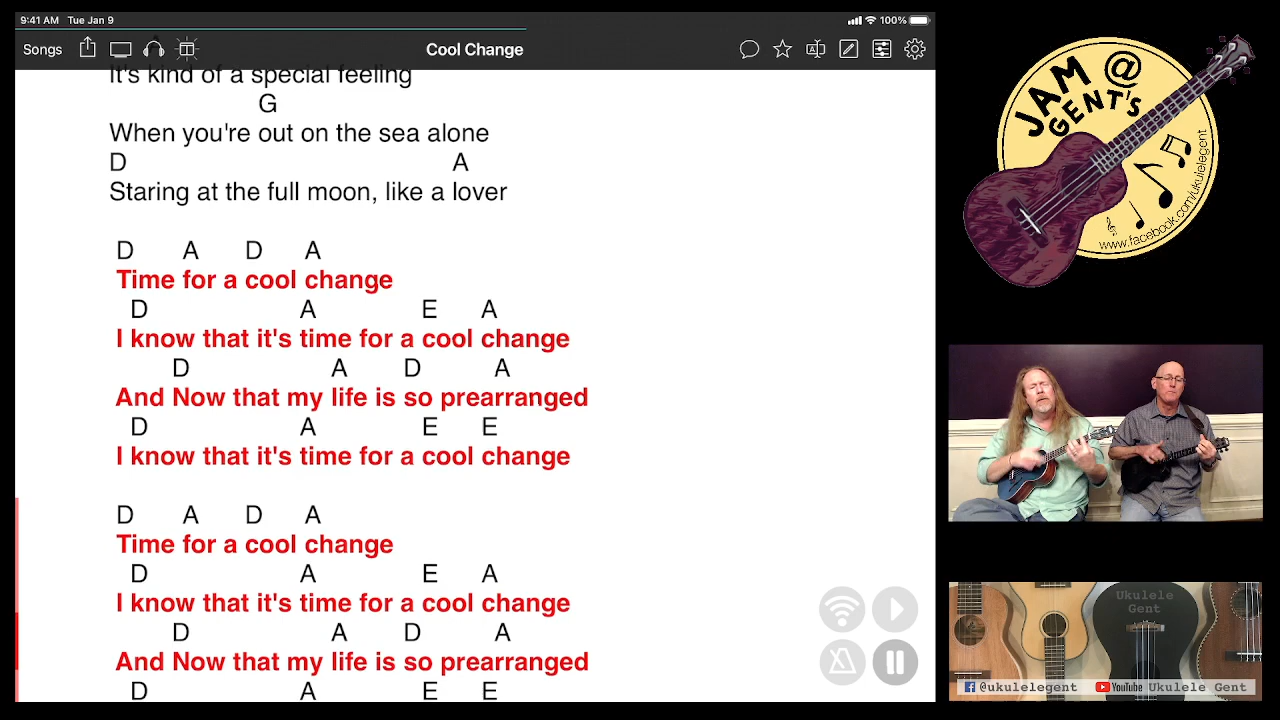 9:41 AM Tue Jan 9
100%
Songs
Cool Change
It's kind of a special feeling
G
When you're out on the sea alone
D A
Staring at the full moon, like a lover
D A D A
Time for a cool change
D A E A
I know that it's time for a cool change
D A D A
And Now that my life is so prearranged
D A E E
I know that it's time for a cool change
D A D A
Time for a cool change
D A E A
I know that it's time for a cool change
D A D A
And Now that my life is so prearranged
D A E E
JAM @
GENT'S
www.facebook.com/ukulelegent
Ukulele
Gent
@ukulelegent YouTube Ukulele Gent